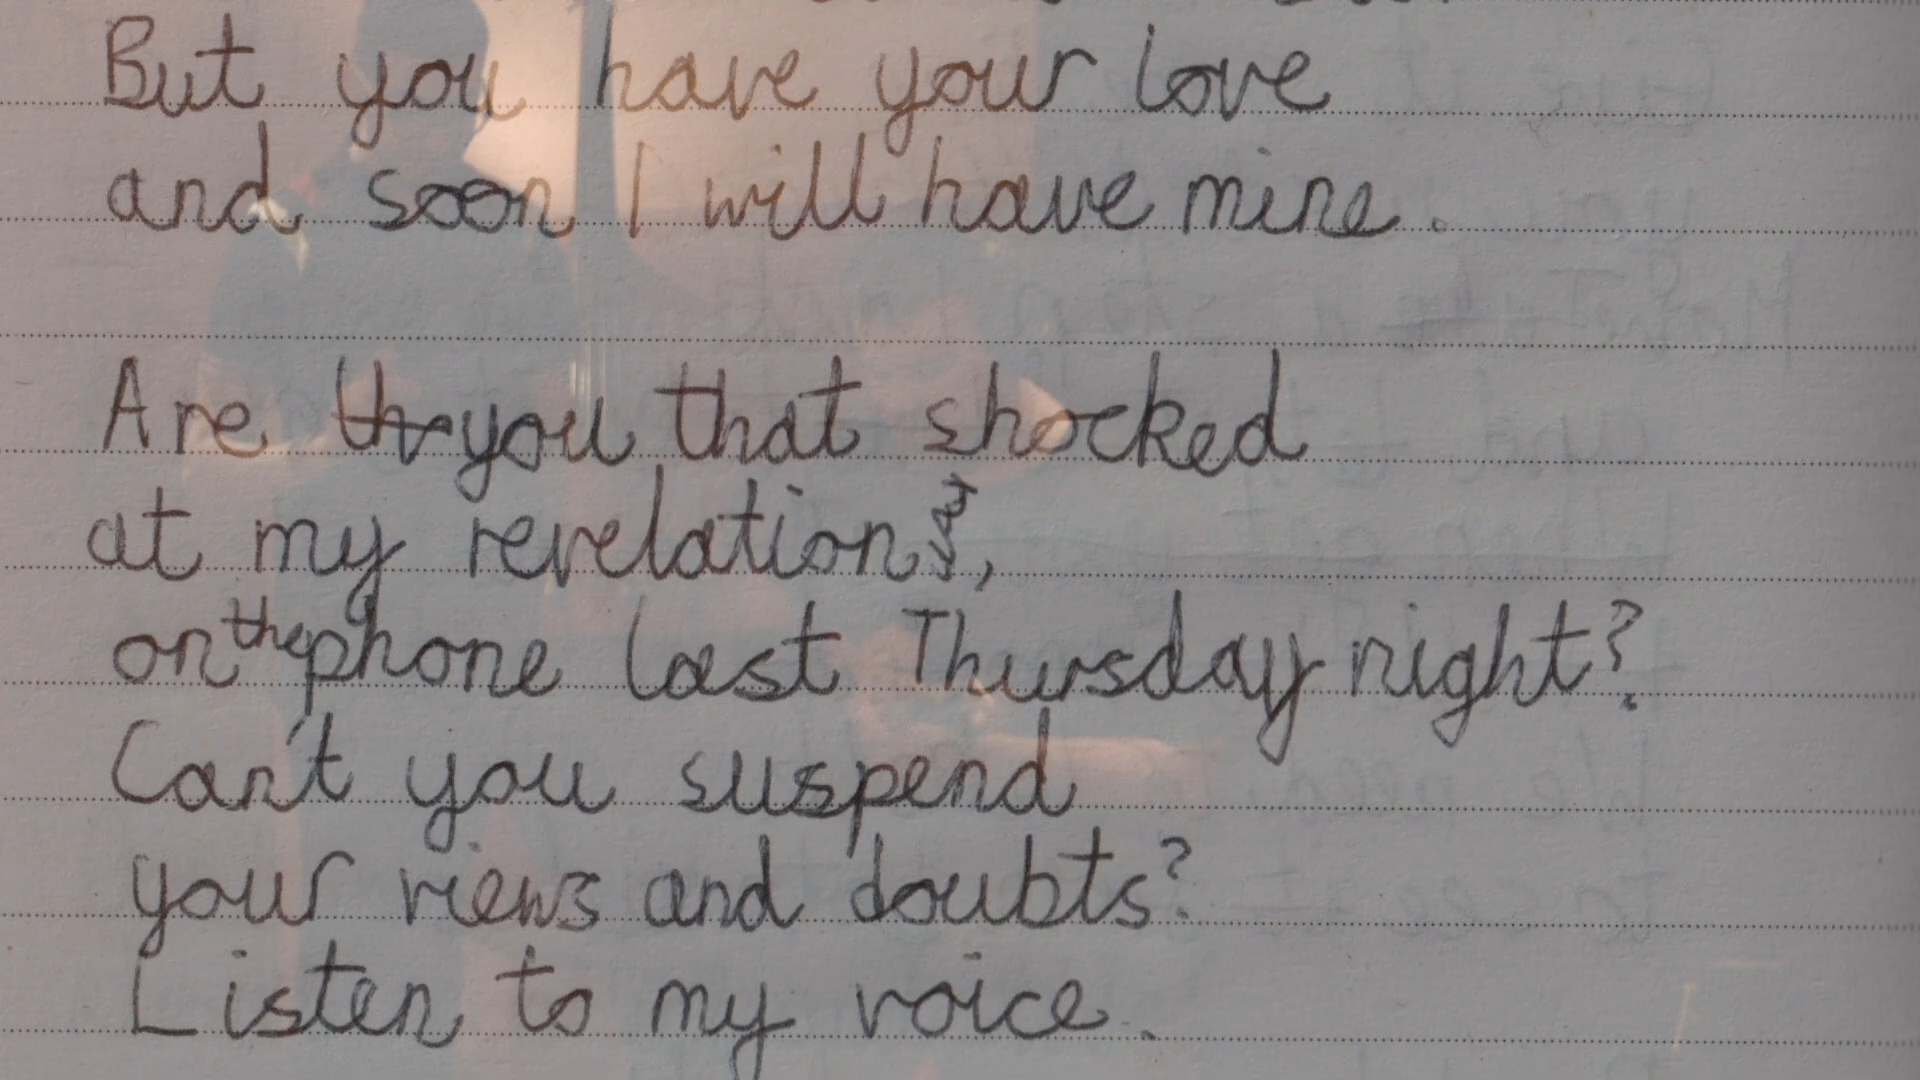 But you have your love
and soon I will have mine.
Are you that shocked
at my revelation,
on the phone last Thursday night?
Can't you suspend
your views and doubts?
Listen to my voice.